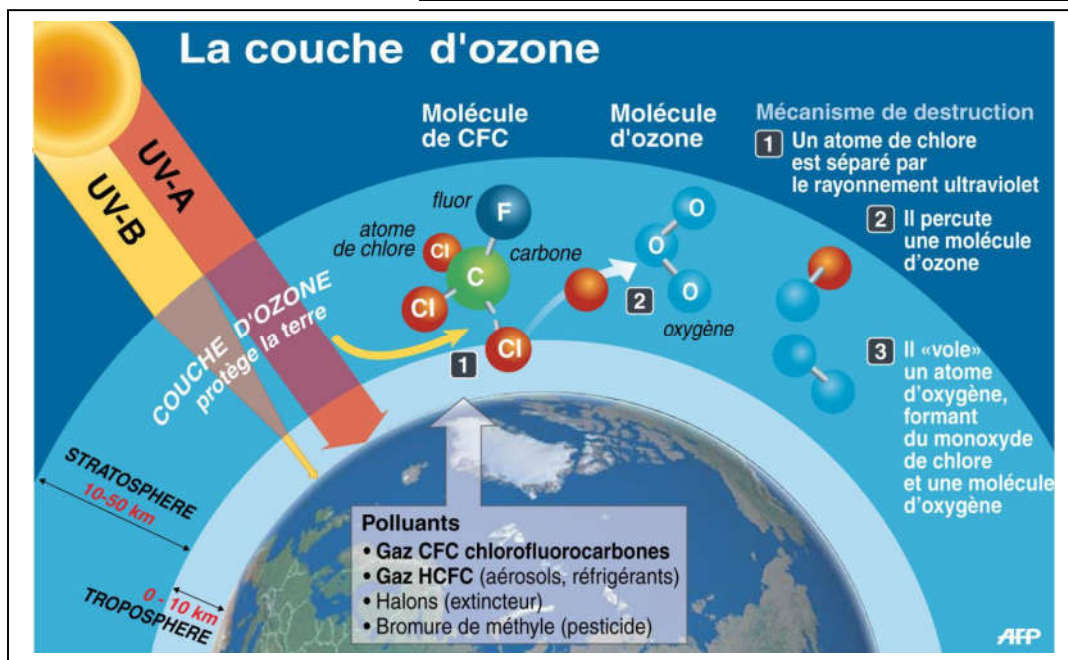 La couche d'ozone
UV-A
UV-B
COUCHE D'OZONE
protège la terre
STRATOSPHERE
10-50 km
0 - 10 km
TROPOSPHERE
Molécule
de CFC
fluor
F
atome
de chlore
Cl
carbone
C
Cl
Cl
1
Molécule
d'ozone
O
O
O
2
oxygène
Mécanisme de destruction
1 Un atome de chlore
est séparé par
le rayonnement ultraviolet
2 Il percute
une molécule
d'ozone
3 Il «vole»
un atome
d'oxygène,
formant
du monoxyde
de chlore
et une molécule
d'oxygène
Polluants
• Gaz CFC chlorofluorocarbones
• Gaz HCFC (aérosols, réfrigérants)
• Halons (extincteur)
• Bromure de méthyle (pesticide)
AFP